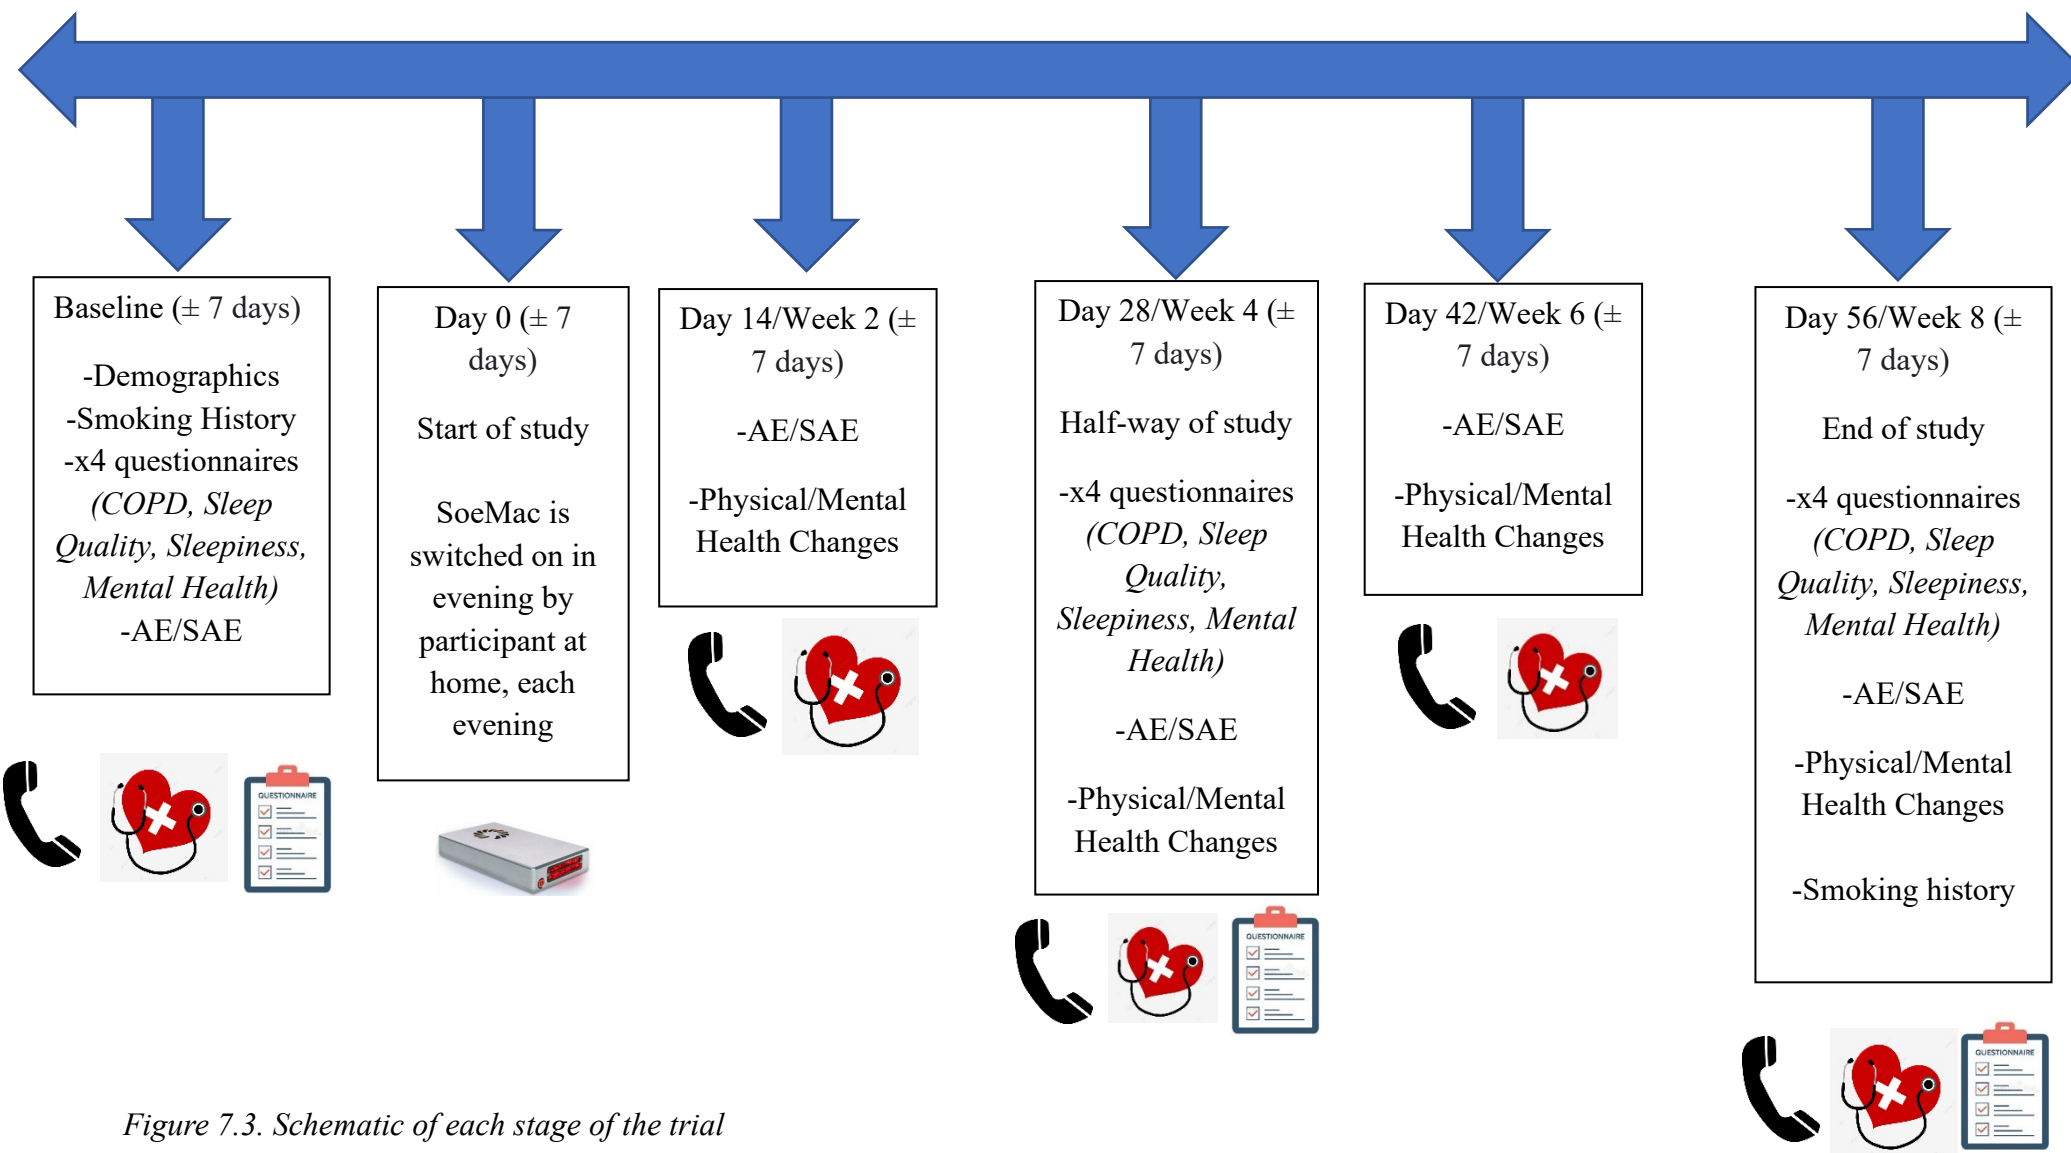 Baseline (± 7 days)
-Demographics
-Smoking History
-x4 questionnaires
(COPD, Sleep
Quality, Sleepiness,
Mental Health)
-AE/SAE
QUESTIONNAIRE
Day 0 (± 7
days)
Start of study
SoeMac is
switched on in
evening by
participant at
home, each
evening
Day 14/Week 2 (±
7 days)
-AE/SAE
-Physical/Mental
Health Changes
Day 28/Week 4 (±
7 days)
Half-way of study
-x4 questionnaires
(COPD, Sleep
Quality,
Sleepiness, Mental
Health)
-AE/SAE
-Physical/Mental
Health Changes
QUESTIONNAIRE
Day 42/Week 6 (±
7 days)
-AE/SAE
-Physical/Mental
Health Changes
Day 56/Week 8 (±
7 days)
End of study
-x4 questionnaires
(COPD, Sleep
Quality, Sleepiness,
Mental Health)
-AE/SAE
-Physical/Mental
Health Changes
-Smoking history
QUESTIONNAIRE
Figure 7.3. Schematic of each stage of the trial